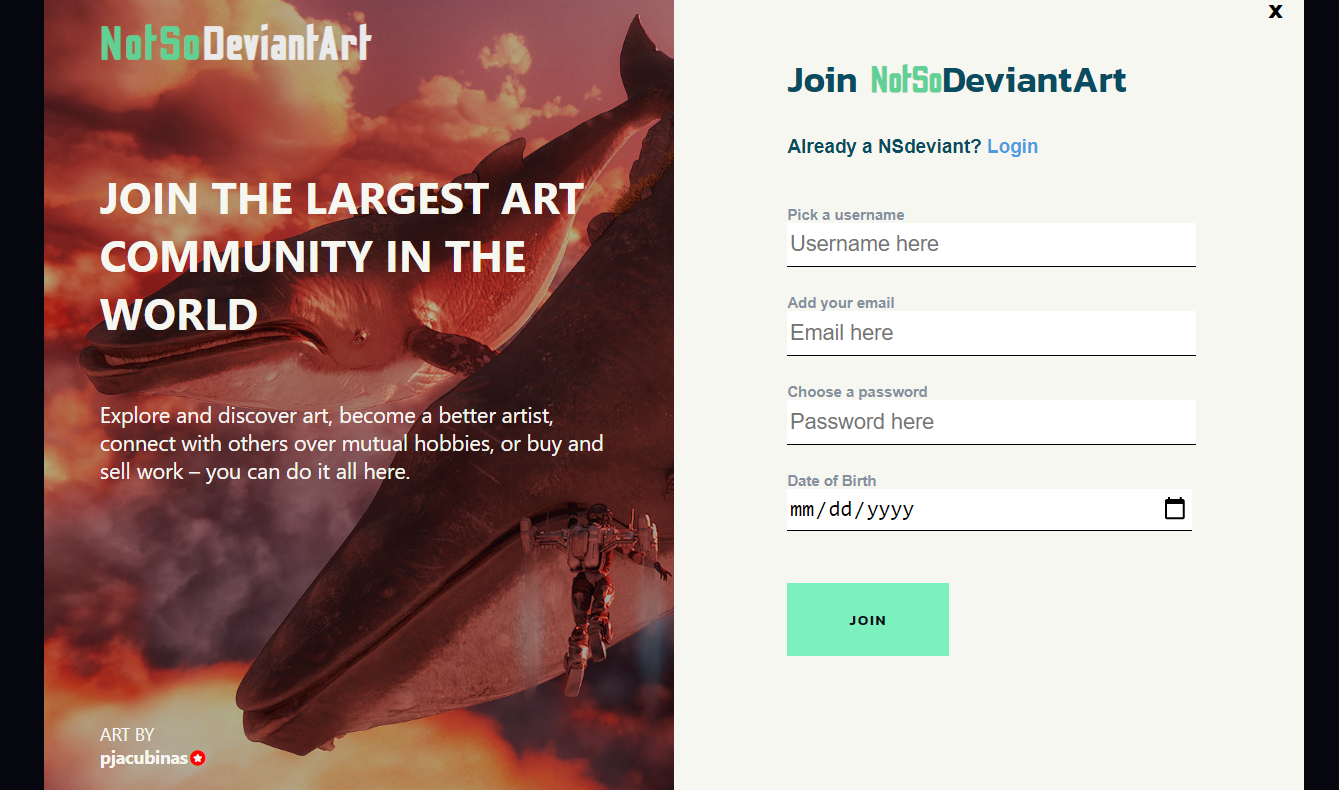 NotSoDeviantArt
JOIN THE LARGEST ART
COMMUNITY IN THE
WORLD
Explore and discover art, become a better artist,
connect with others over mutual hobbies, or buy and
sell work – you can do it all here.
ART BY
pjacubinas
x
Join NotSoDeviantArt
Already a NSdeviant? Login
Pick a username
Username here
Add your email
Email here
Choose a password
Password here
Date of Birth
mm/dd/yyyy
JOIN